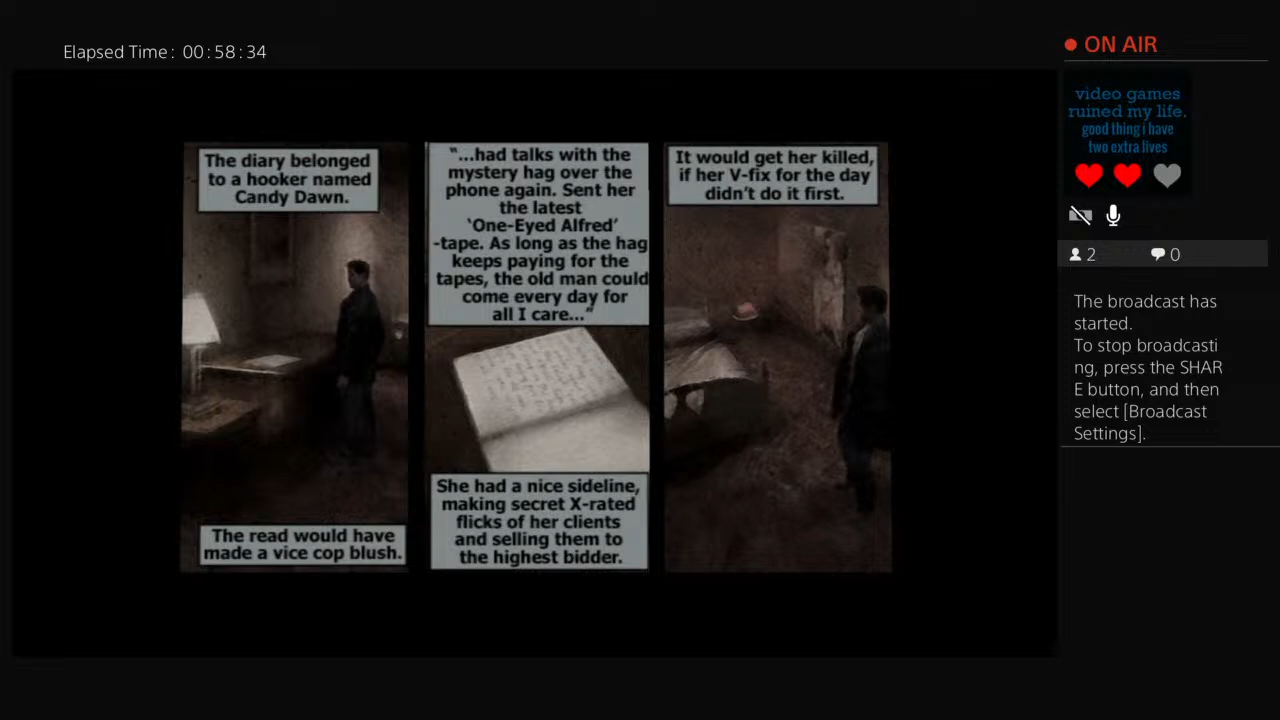 Elapsed Time: 00:58:34
ON AIR
video games
ruined my life.
good thing i have
two extra lives
2
0
The broadcast has
started.
To stop broadcasti
ng, press the SHAR
E button, and then
select [Broadcast
Settings].
The diary belonged
to a hooker named
Candy Dawn.
The read would have
made a vice cop blush.
"...had talks with the
mystery hag over the
phone again. Sent her
the latest
'One-Eyed Alfred'
-tape. As long as the hag
keeps paying for the
tapes, the old man could
come every day for
all I care..."
She had a nice sideline,
making secret X-rated
flicks of her clients
and selling them to
the highest bidder.
It would get her killed,
if her V-fix for the day
didn't do it first.